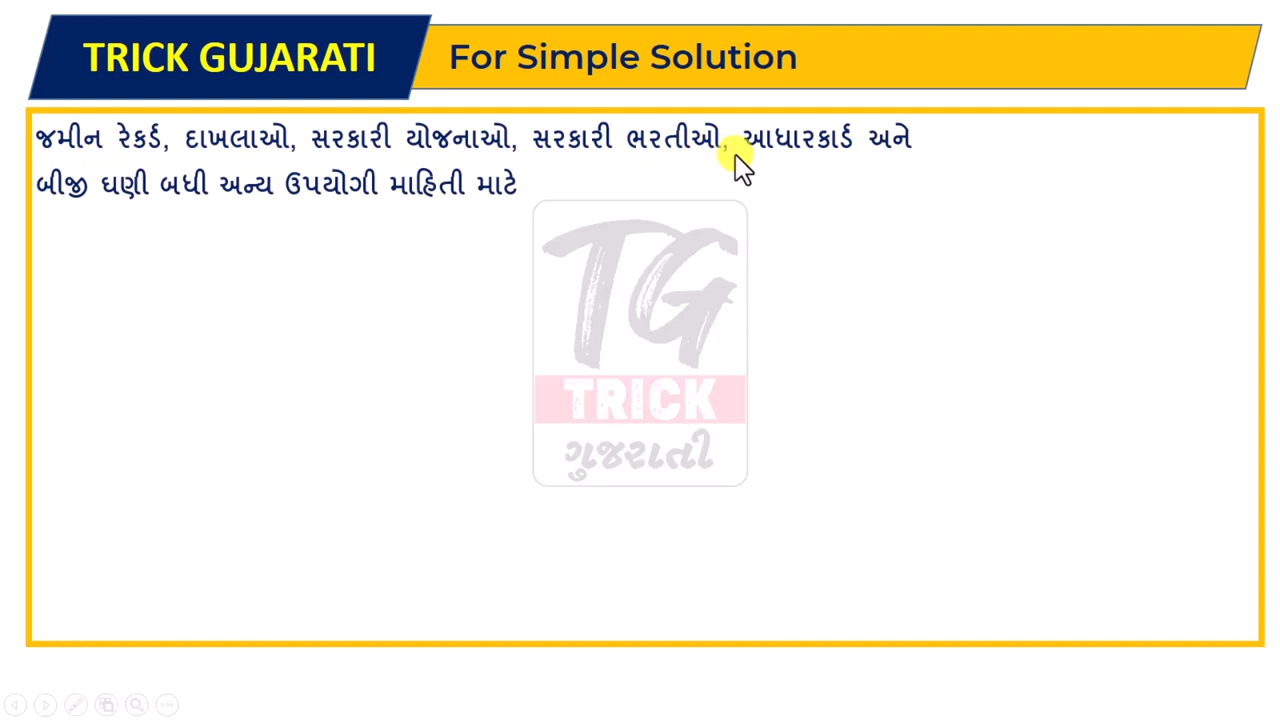 TRICK GUJARATI
For Simple Solution
જમીન રેકર્ડ, દાખલાઓ, સરકારી યોજનાઓ, સરકારી ભરતીઓ, આધારકાર્ડ અને
બીજી ઘણી બધી અન્ય ઉપયોગી માહિતી માટે
TG
TRICK
ગુજરાતી